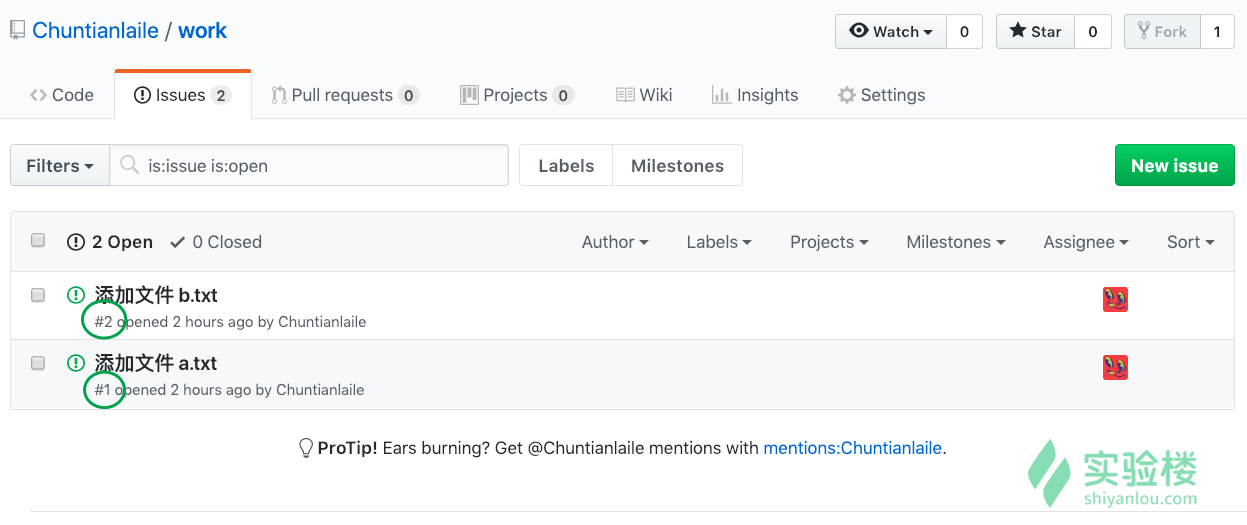 Chuntianlaile / work
Watch 0 Star 0 Fork 1
Code Issues 2 Pull requests 0 Projects 0 Wiki Insights Settings
Filters is:issue is:open Labels Milestones New issue
2 Open 0 Closed Author Labels Projects Milestones Assignee Sort
添加文件 b.txt
#2 opened 2 hours ago by Chuntianlaile
添加文件 a.txt
#1 opened 2 hours ago by Chuntianlaile
ProTip! Ears burning? Get @Chuntianlaile mentions with mentions:Chuntianlaile.
实验楼
shiyanlou.com